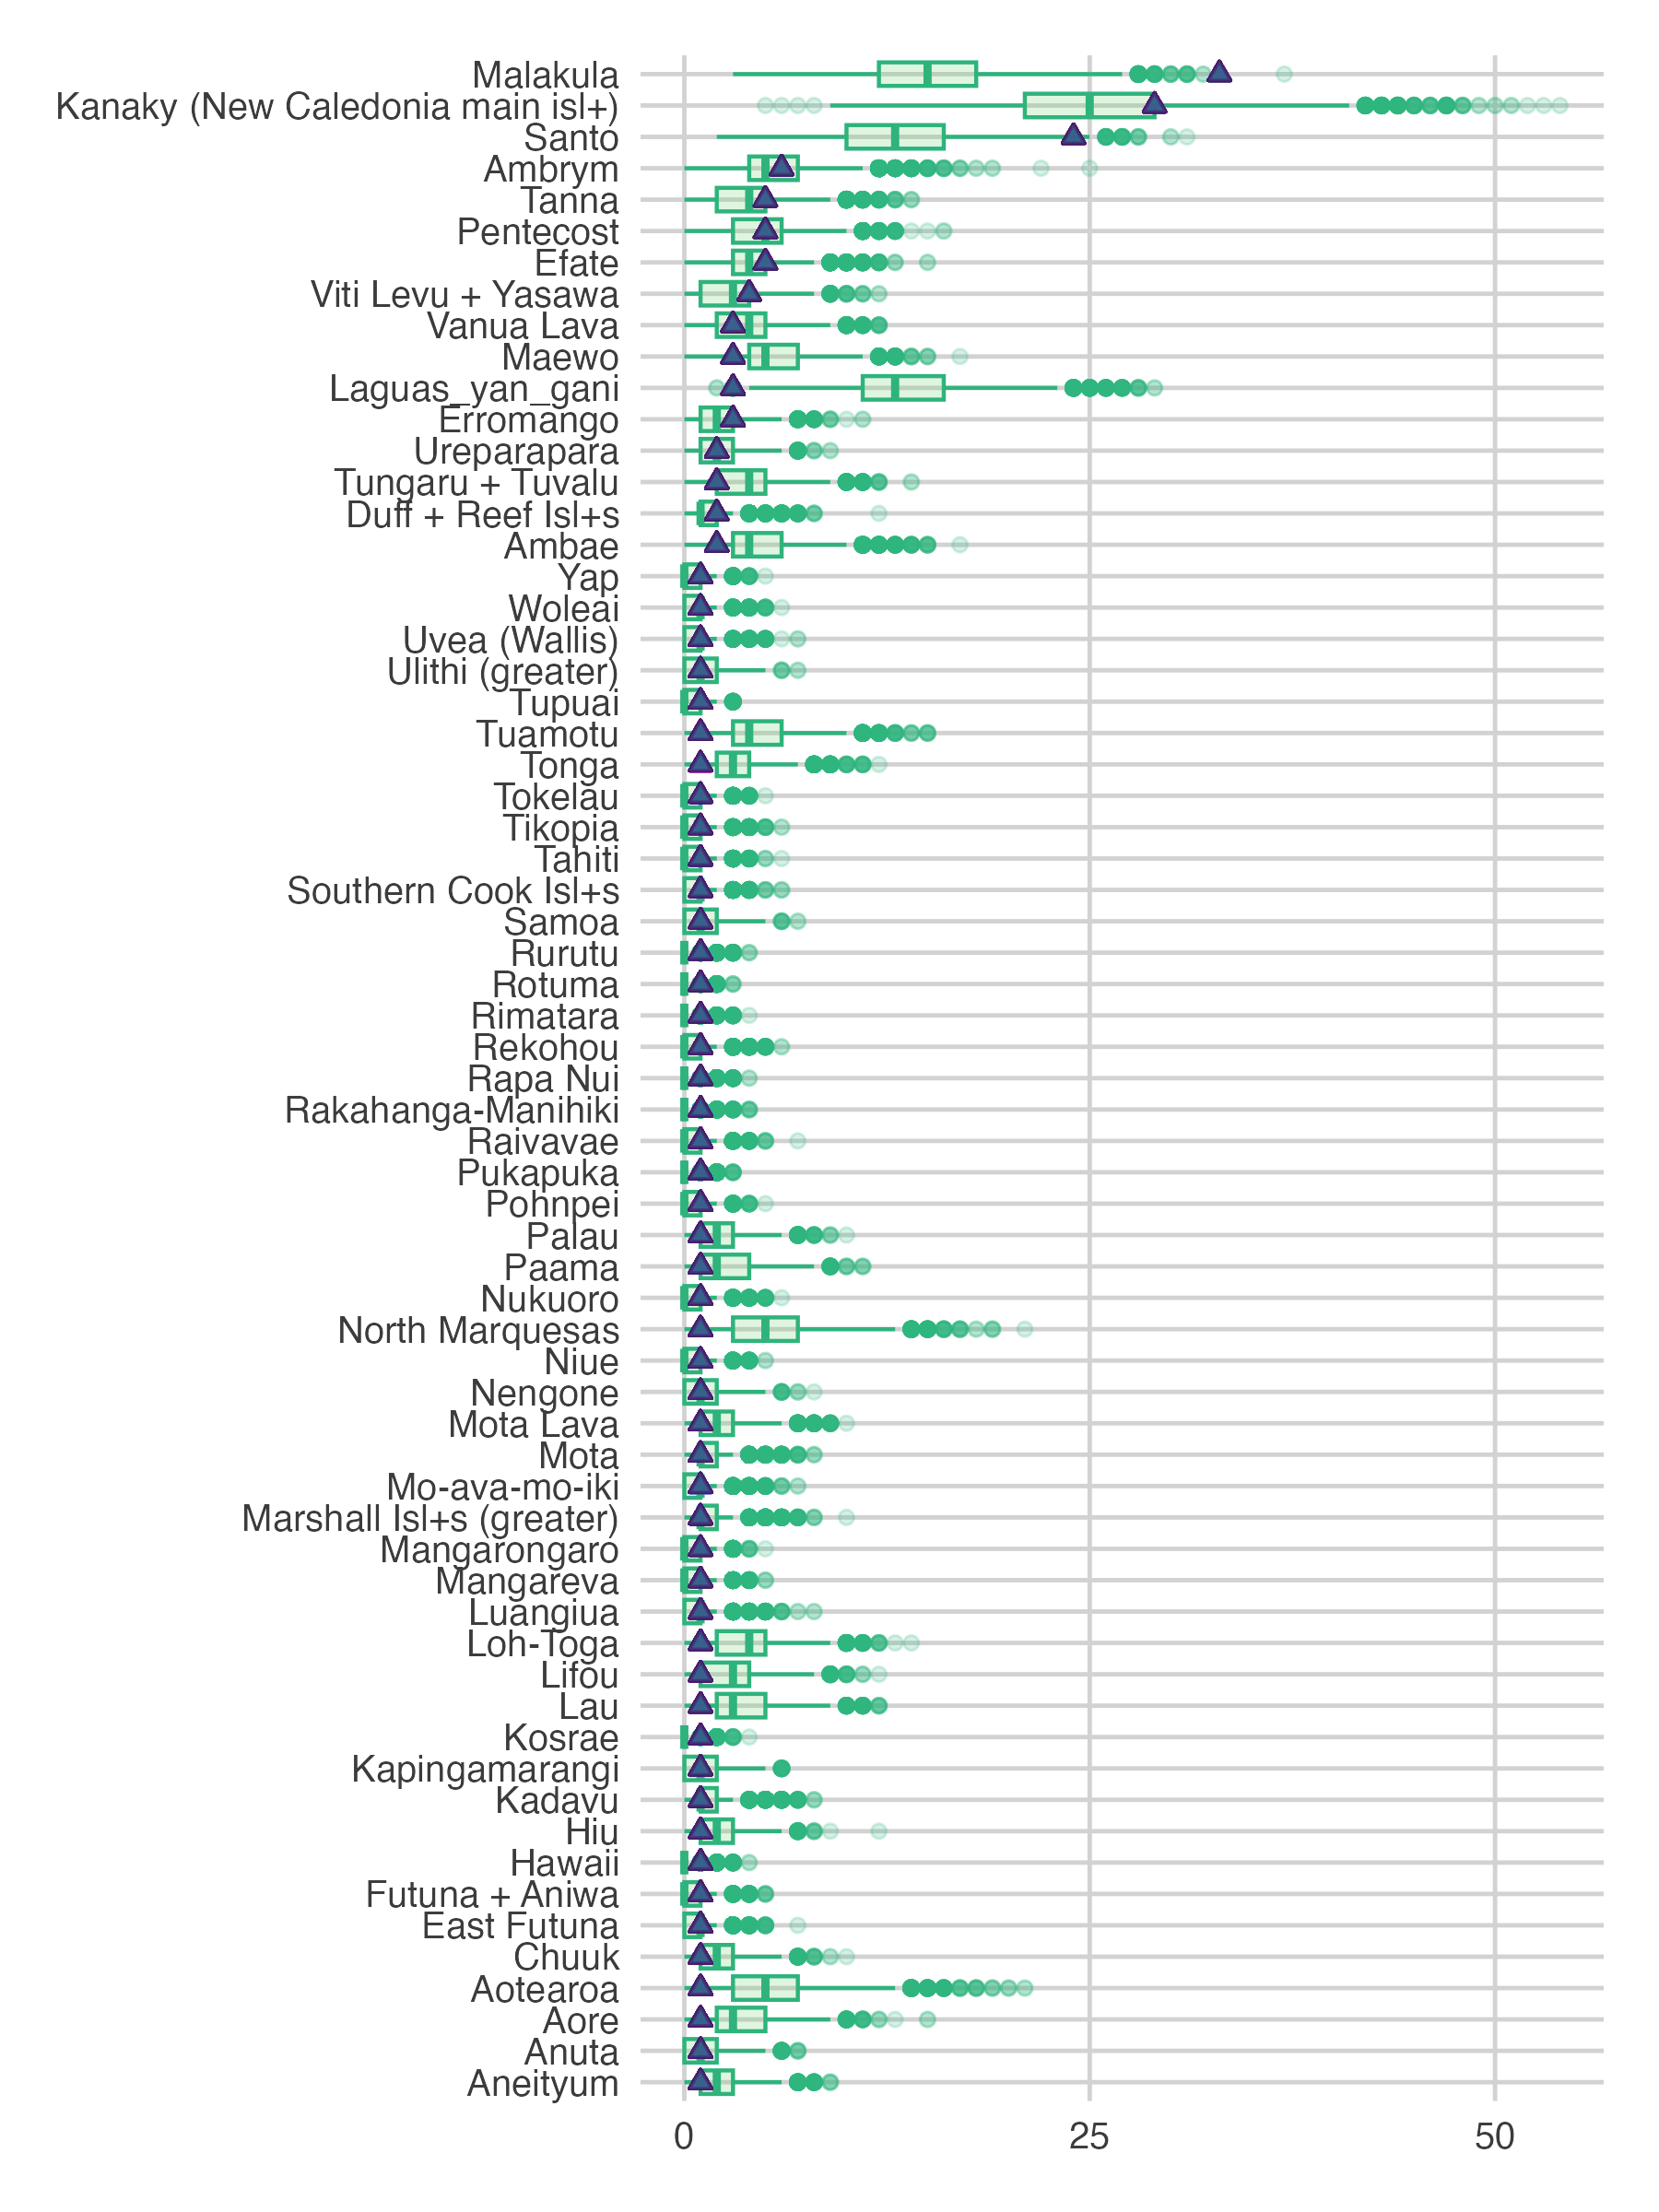 Malakula
Kanaky (New Caledonia main isl+)
Santo
Ambrym
Tanna
Pentecost
Efate
Viti Levu + Yasawa
Vanua Lava
Maewo
Laguas_yan_gani
Erromango
Ureparapara
Tungaru + Tuvalu
Duff + Reef Isl+s
Ambae
Yap
Woleai
Uvea (Wallis)
Ulithi (greater)
Tupuai
Tuamotu
Tonga
Tokelau
Tikopia
Tahiti
Southern Cook Isl+s
Samoa
Rurutu
Rotuma
Rimatara
Rekohou
Rapa Nui
Rakahanga-Manihiki
Raivavae
Pukapuka
Pohnpei
Palau
Paama
Nukuoro
North Marquesas
Niue
Nengone
Mota Lava
Mota
Mo-ava-mo-iki
Marshall Isl+s (greater)
Mangarongaro
Mangareva
Luangiua
Loh-Toga
Lifou
Lau
Kosrae
Kapingamarangi
Kadavu
Hiu
Hawaii
Futuna + Aniwa
East Futuna
Chuuk
Aotearoa
Aore
Anuta
Aneityum
0 25 50